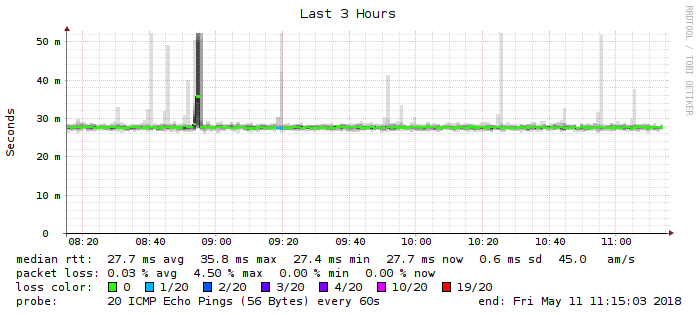 Last 3 Hours
RRDTOOL / TOBI OETIKER
Seconds
50 m
40 m
30 m
20 m
10 m
0
08:20 08:40 09:00 09:20 09:40 10:00 10:20 10:40 11:00
median rtt: 27.7 ms avg 35.8 ms max 27.4 ms min 27.7 ms now 0.6 ms sd 45.0 am/s
packet loss: 0.03 % avg 4.50 % max 0.00 % min 0.00 % now
loss color: 0 1/20 2/20 3/20 4/20 10/20 19/20
probe: 20 ICMP Echo Pings (56 Bytes) every 60s end: Fri May 11 11:15:03 2018